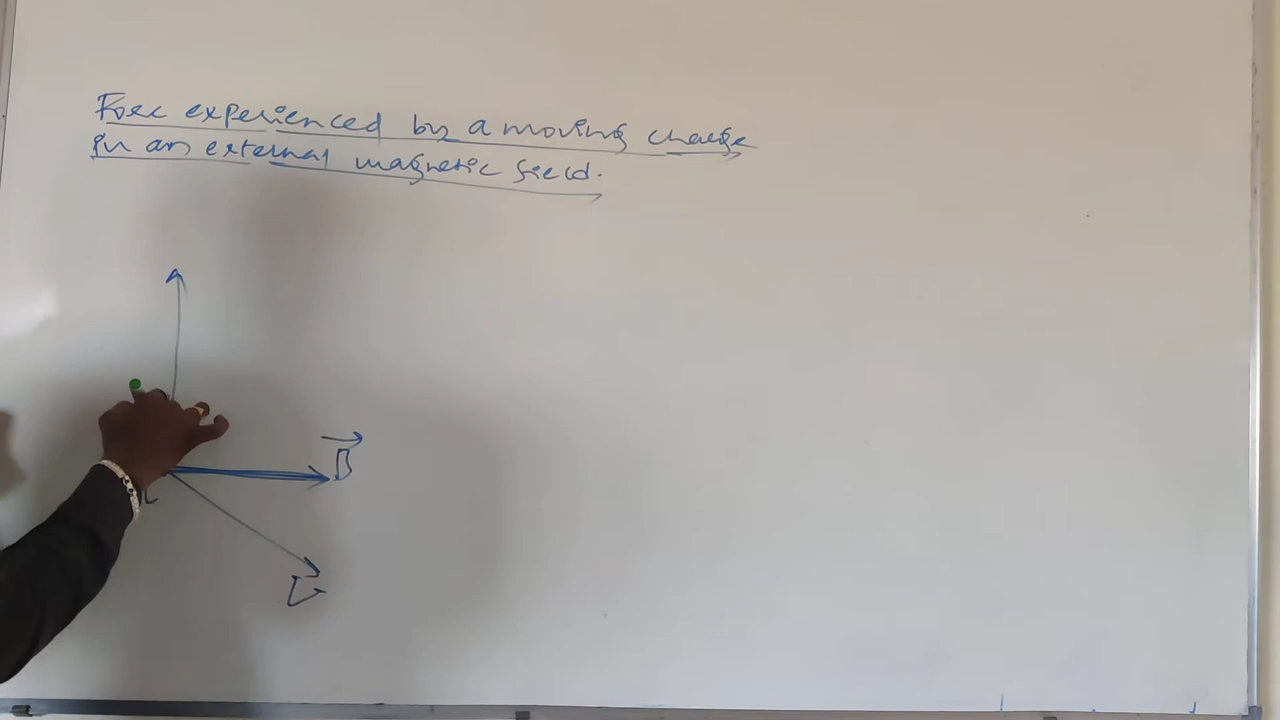 Force experienced by a moving charge
in an external magnetic field.
B